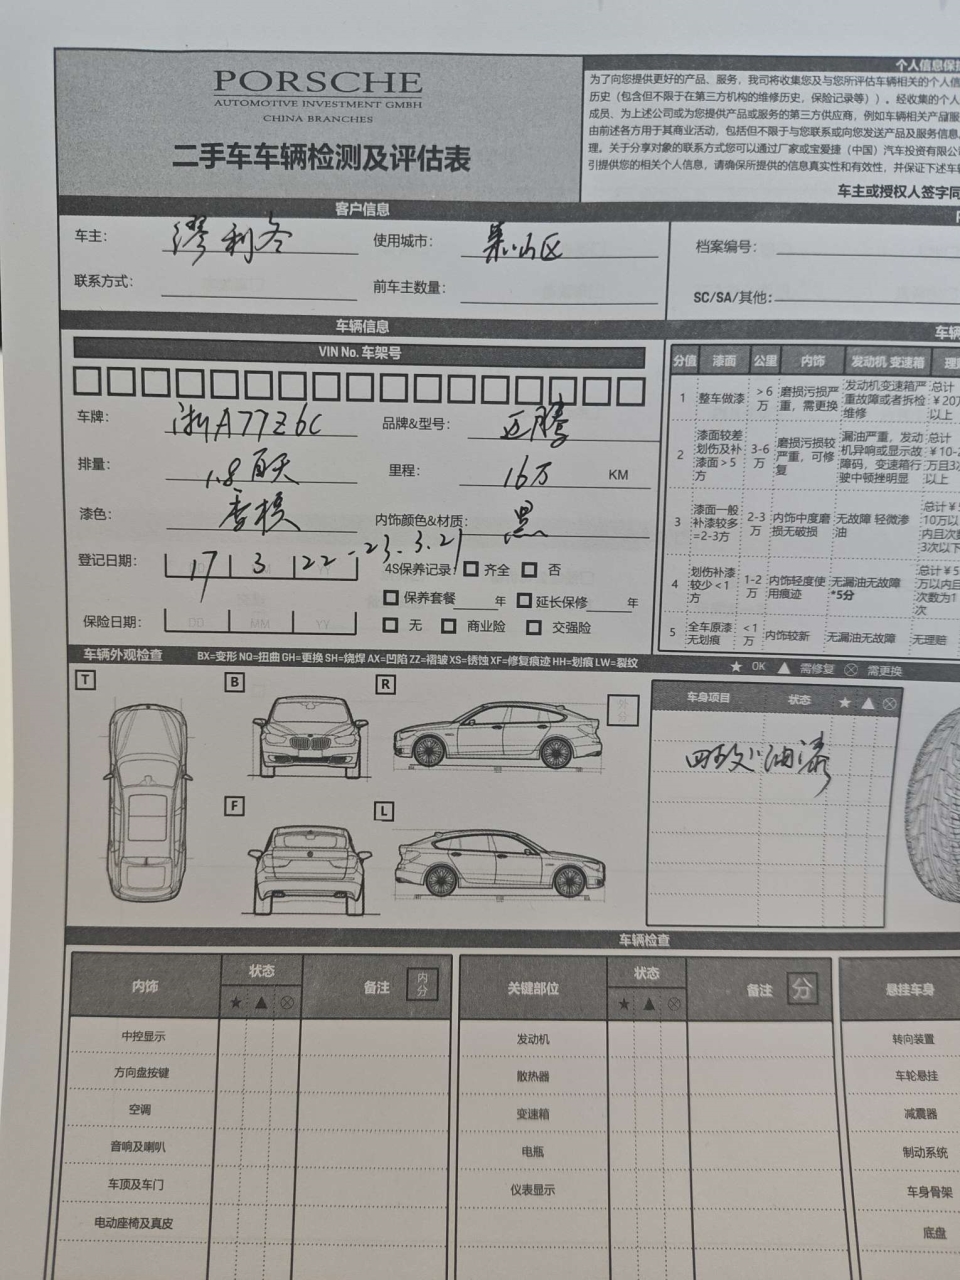 PORSCHE
AUTOMOTIVE INVESTMENT GMBH
CHINA BRANCHES
二手车车辆检测及评估表
个人信息保
为了向您提供更好的产品、服务，我司将收集您及与您所评估车辆相关的个人信
历史（包含但不限于在第三方机构的维修历史，保险记录等））。经收集的个人
成员、为上述公司或为您提供产品或服务的第三方供应商，例如车辆相关产品服
由前述各方用于其商业活动，包括但不限于与您联系或向您发送产品及服务信息
理。关于分享对象的联系方式您可以通过厂家或宝爱捷（中国）汽车投资有限公
引提供您的相关个人信息，请确保所提供的信息真实性和有效性，并保证下述车
车主或授权人签字同
客户信息
车主： 缪利冬 使用城市： 萧山区
联系方式： 前车主数量：
档案编号：
SC/SA/其他：
车辆信息
VIN No. 车架号
车牌： 浙A77Z6C 品牌&型号： 迈腾
排量： 1.8 里程： 16万 KM
漆色： 香槟 内饰颜色&材质： 黑
登记日期： 17 3 22 - 23.3.21
4S保养记录： 齐全 否
保养套餐 年 延长保修 年
保险日期： DD MM YY 无 商业险 交强险
车辆
分值 漆面 公里 内饰 发动机 变速箱 理
1 整车做漆 >6万 磨损污损严重，需更换 发动机变速箱严重故障或者拆检维修 总计¥20万以上
2 漆面较差划伤及补漆面>5方 3-6万 磨损污损较严重，可修复 漏油严重，发动机异响或显示故障码，变速箱行驶中顿挫明显 总计¥10-2万且3次以上
3 漆面一般补漆较多=2-3方 2-3万 内饰中度磨损无破损 无故障 轻微渗油 总计¥5 10万以内且次数3次以下
4 划伤补漆较少<1方 1-2万 内饰轻度使用痕迹 无漏油无故障 *5分 总计¥5万以内且次数为1次
5 全车原漆无划痕 <1万 内饰较新 无漏油无故障 无理赔
车辆外观检查 BX=变形 NQ=扭曲 GH=更换 SH=烧焊 AX=凹陷 ZZ=褶皱 XS=锈蚀 XF=修复痕迹 HH=划痕 LW=裂纹
★ OK ▲ 需修复 ⊗ 需更换
T B R
F L
外分
车身项目 状态 ★ ▲ ⊗
油漆
车辆检查
内饰 状态 ★ ▲ ⊗ 备注 内分
关键部位 状态 ★ ▲ ⊗ 备注 分
悬挂车身
中控显示 发动机 转向装置
方向盘按键 散热器 车轮悬挂
空调 变速箱 减震器
音响及喇叭 电瓶 制动系统
车顶及车门 仪表显示 车身骨架
电动座椅及真皮 底盘